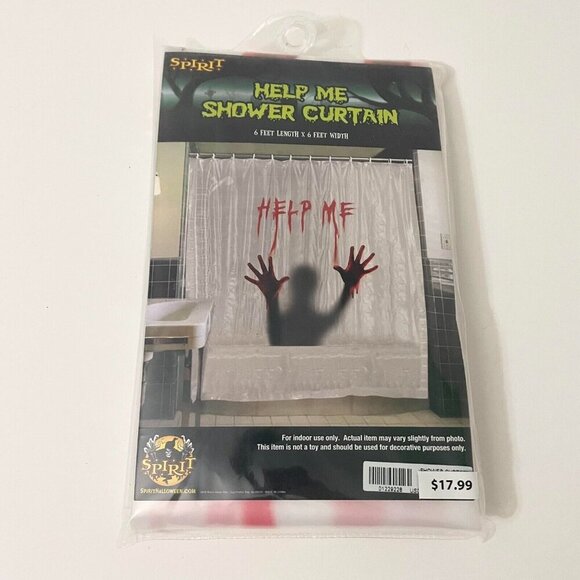 SPIRIT
HELP ME
SHOWER CURTAIN
6 FEET LENGTH X 6 FEET WIDTH
HELP ME
For indoor use only. Actual item may vary slightly from photo.
This item is not a toy and should be used for decorative purposes only.
SPIRIT
SPIRITHALLOWEEN.COM
01229228
$17.99